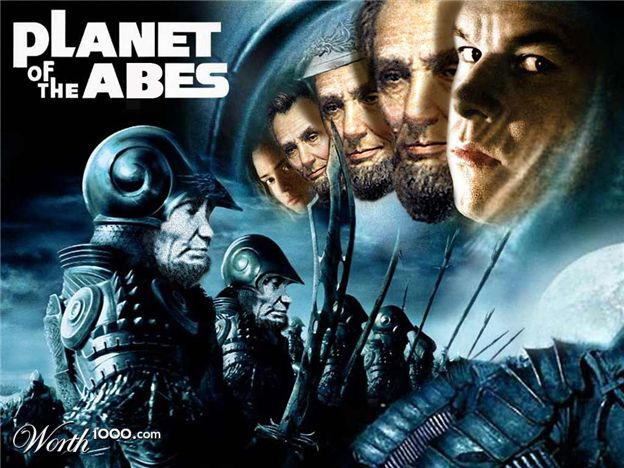 PLANET
OF THE ABES
Worth1000.com